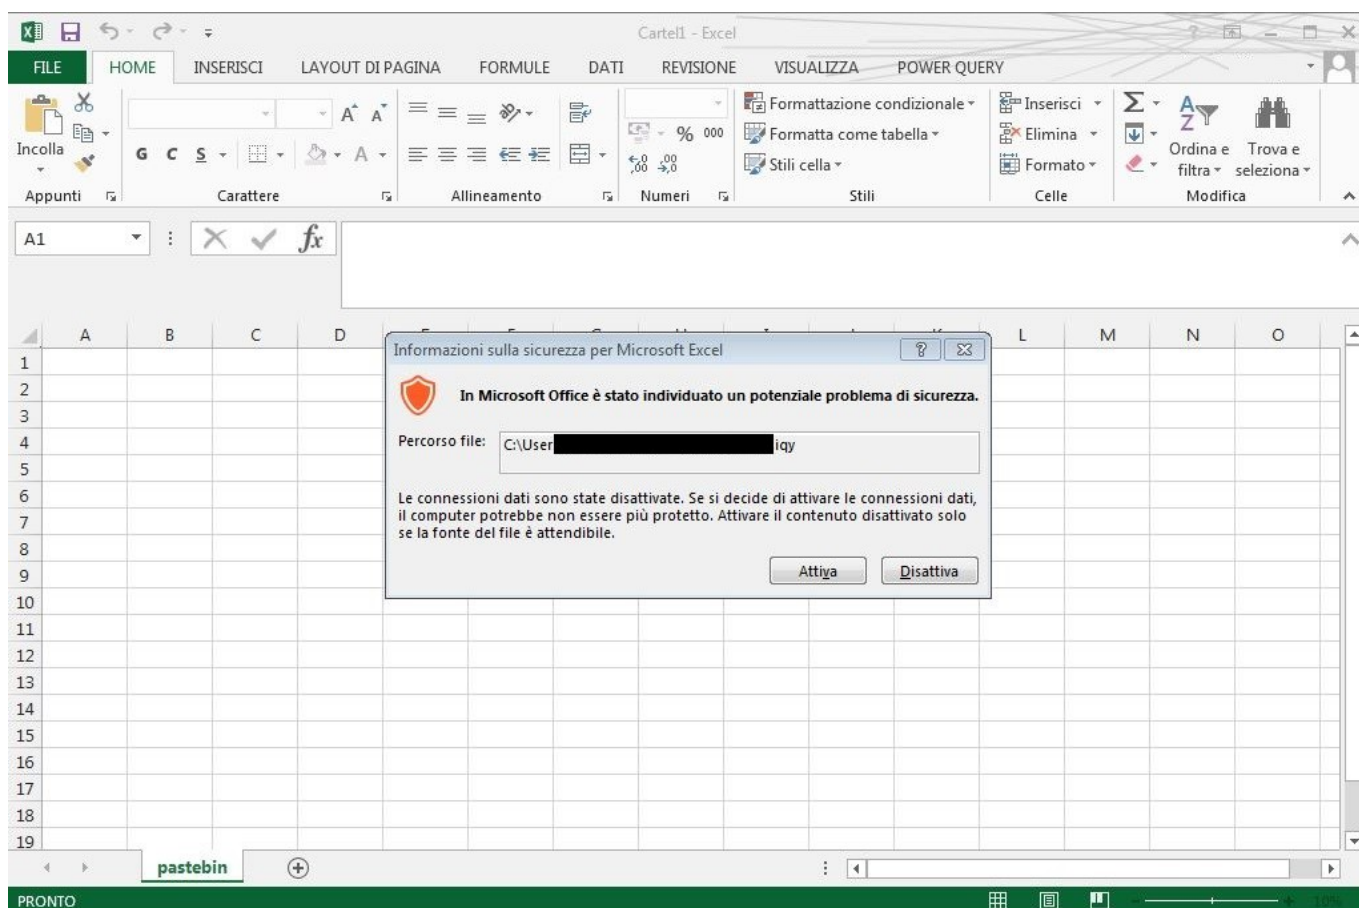 Cartel1 - Excel
FILE HOME INSERISCI LAYOUT DI PAGINA FORMULE DATI REVISIONE VISUALIZZA POWER QUERY
Incolla
G C S A A A
% 000
Formattazione condizionale
Formatta come tabella
Stili cella
Inserisci
Elimina
Formato
Ordina e filtra
Trova e seleziona
Appunti Carattere Allineamento Numeri Stili Celle Modifica
A1 fx
A B C D L M N O
1
2
3
4
5
6
7
8
9
10
11
12
13
14
15
16
17
18
19
Informazioni sulla sicurezza per Microsoft Excel
In Microsoft Office è stato individuato un potenziale problema di sicurezza.
Percorso file: C:\User iqy
Le connessioni dati sono state disattivate. Se si decide di attivare le connessioni dati,
il computer potrebbe non essere più protetto. Attivare il contenuto disattivato solo
se la fonte del file è attendibile.
Attiva Disattiva
pastebin
PRONTO